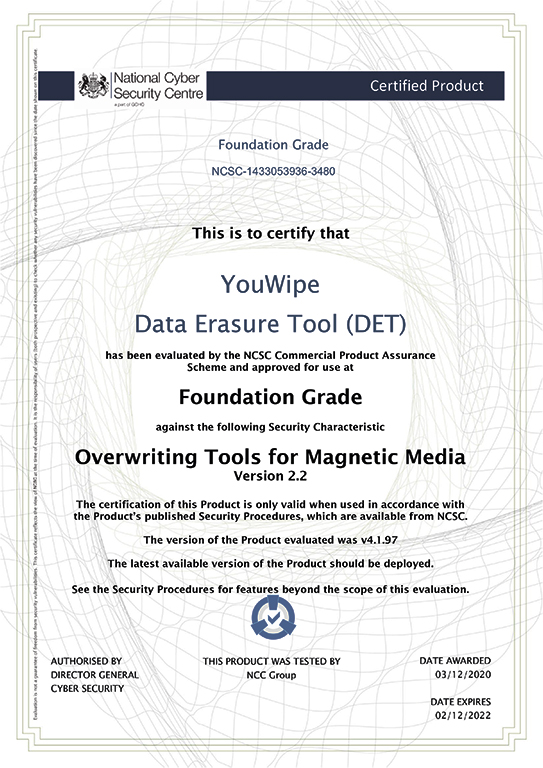 National Cyber
Security Centre
a part of GCHQ
Certified Product
Foundation Grade
NCSC-1433053936-3480
This is to certify that
YouWipe
Data Erasure Tool (DET)
has been evaluated by the NCSC Commercial Product Assurance
Scheme and approved for use at
Foundation Grade
against the following Security Characteristic
Overwriting Tools for Magnetic Media
Version 2.2
The certification of this Product is only valid when used in accordance with
the Product's published Security Procedures, which are available from NCSC.
The version of the Product evaluated was v4.1.97
The latest available version of the Product should be deployed.
See the Security Procedures for features beyond the scope of this evaluation.
AUTHORISED BY
DIRECTOR GENERAL
CYBER SECURITY
THIS PRODUCT WAS TESTED BY
NCC Group
DATE AWARDED
03/12/2020
DATE EXPIRES
02/12/2022
Evaluation is not a guarantee of freedom from security vulnerabilities. This certificate reflects the view of NCSC at the time of evaluation. It is the responsibility of users (both prospective and existing) to check whether any security vulnerabilities have been discovered since the date shown on this certificate.